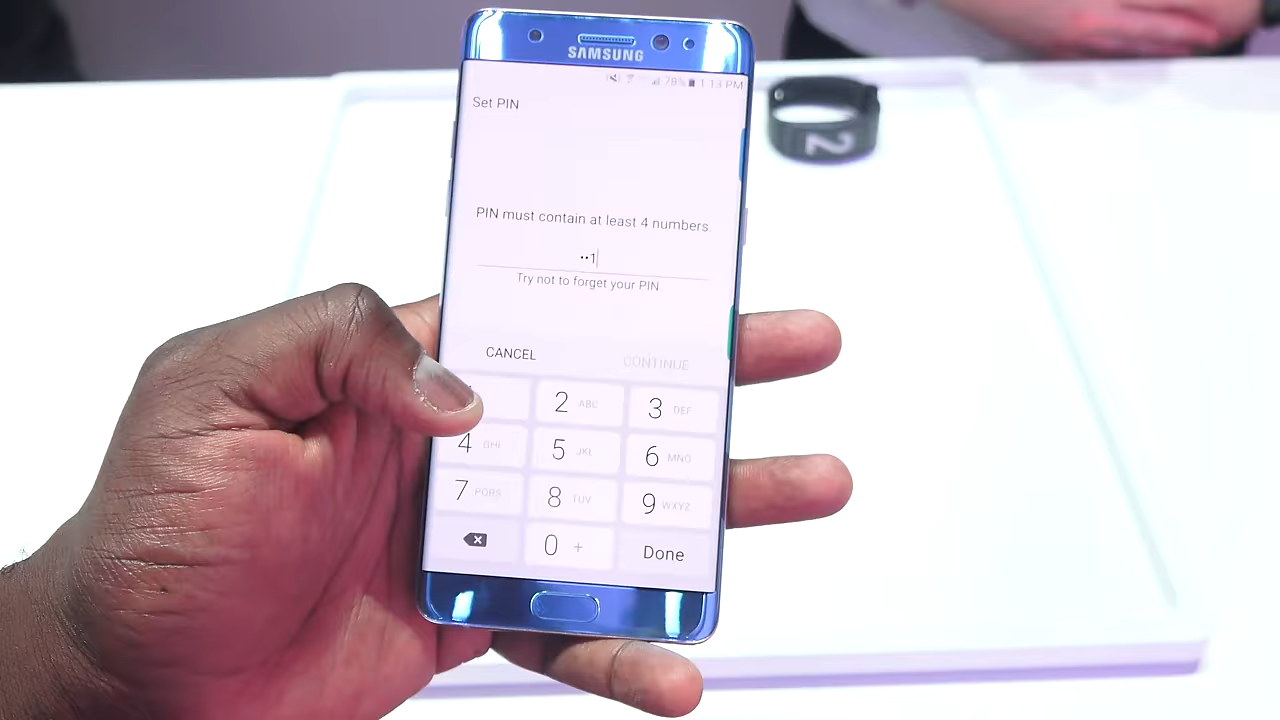 SAMSUNG
78% 1:13 PM
Set PIN
PIN must contain at least 4 numbers.
••1
Try not to forget your PIN.
CANCEL CONTINUE
2 ABC 3 DEF
4 GHI 5 JKL 6 MNO
7 PQRS 8 TUV 9 WXYZ
0 + Done
2